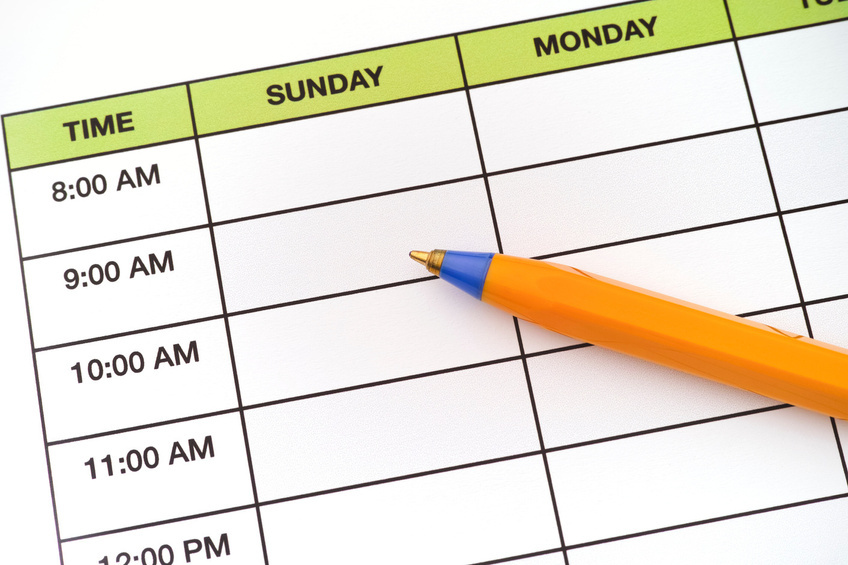 TIME SUNDAY MONDAY
8:00 AM
9:00 AM
10:00 AM
11:00 AM
12:00 PM